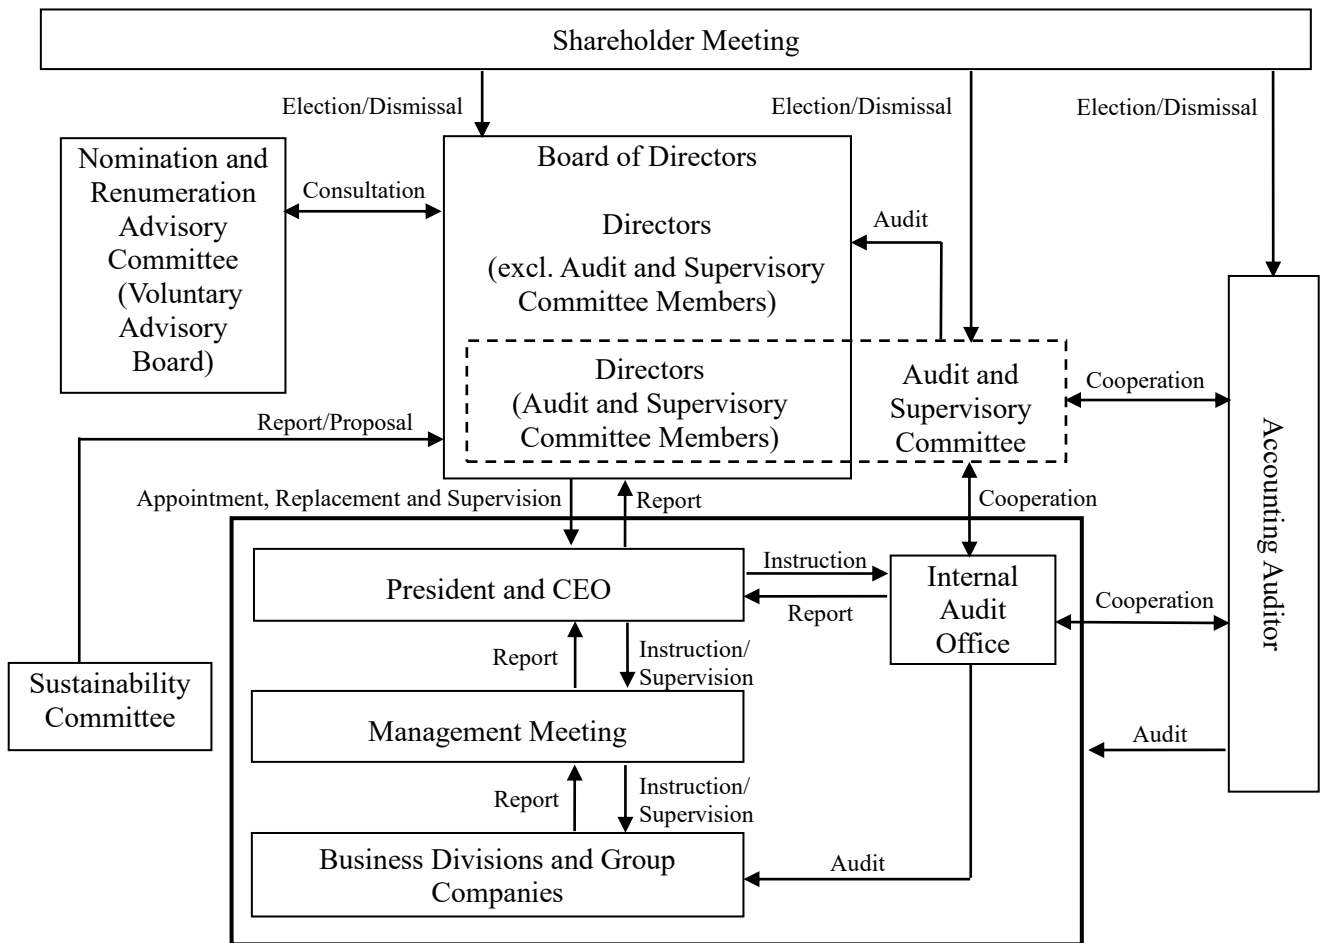 Shareholder Meeting
Election/Dismissal
Election/Dismissal
Election/Dismissal
Nomination and
Renumeration
Advisory
Committee
(Voluntary
Advisory
Board)
Consultation
Board of Directors
Directors
(excl. Audit and Supervisory
Committee Members)
Audit
Directors
(Audit and Supervisory
Committee Members)
Audit and
Supervisory
Committee
Cooperation
Accounting Auditor
Report/Proposal
Appointment, Replacement and Supervision
Report
Cooperation
President and CEO
Instruction
Report
Internal
Audit
Office
Cooperation
Report
Instruction/
Supervision
Sustainability
Committee
Management Meeting
Audit
Report
Instruction/
Supervision
Business Divisions and Group
Companies
Audit